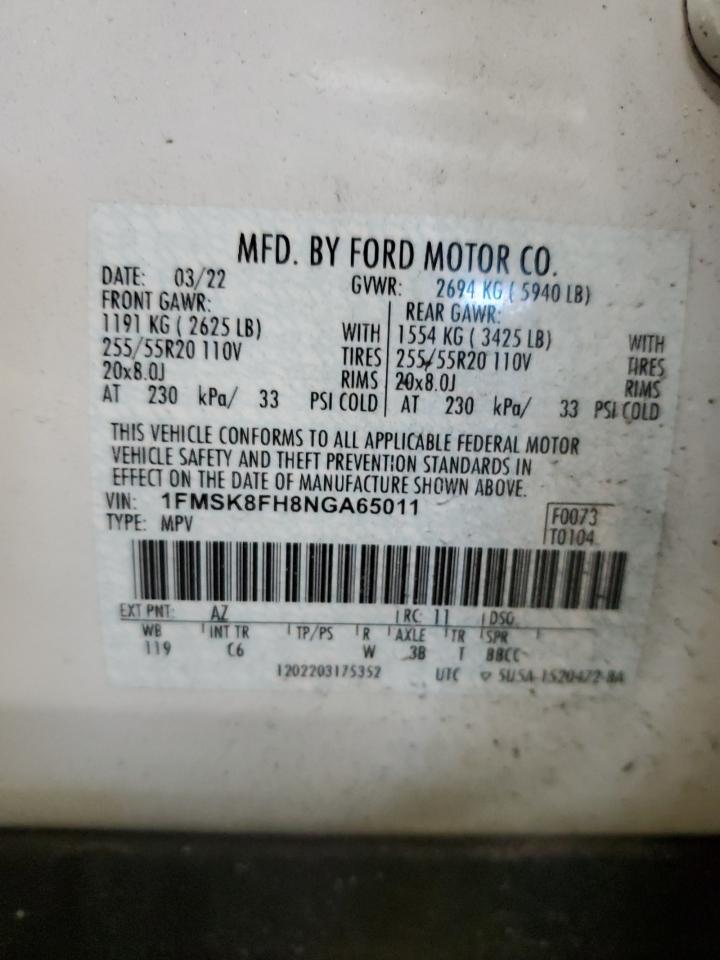 MFD. BY FORD MOTOR CO.
DATE: 03/22 GVWR: 2694 KG ( 5940 LB)
FRONT GAWR: REAR GAWR:
1191 KG ( 2625 LB) WITH 1554 KG ( 3425 LB) WITH
255/55R20 110V TIRES 255/55R20 110V TIRES
20x8.0J RIMS 20x8.0J RIMS
AT 230 kPa/ 33 PSI COLD AT 230 kPa/ 33 PSI COLD
THIS VEHICLE CONFORMS TO ALL APPLICABLE FEDERAL MOTOR
VEHICLE SAFETY AND THEFT PREVENTION STANDARDS IN
EFFECT ON THE DATE OF MANUFACTURE SHOWN ABOVE.
VIN: 1FMSK8FH8NGA65011 F0073
TYPE: MPV T0104
EXT PNT: AZ RC: 11 DSO:
WB INT TR TP/PS R AXLE TR SPR
119 C6 W 3B T BBCC
1202203175352 UTC ▽ 5U5A-1520472-BA